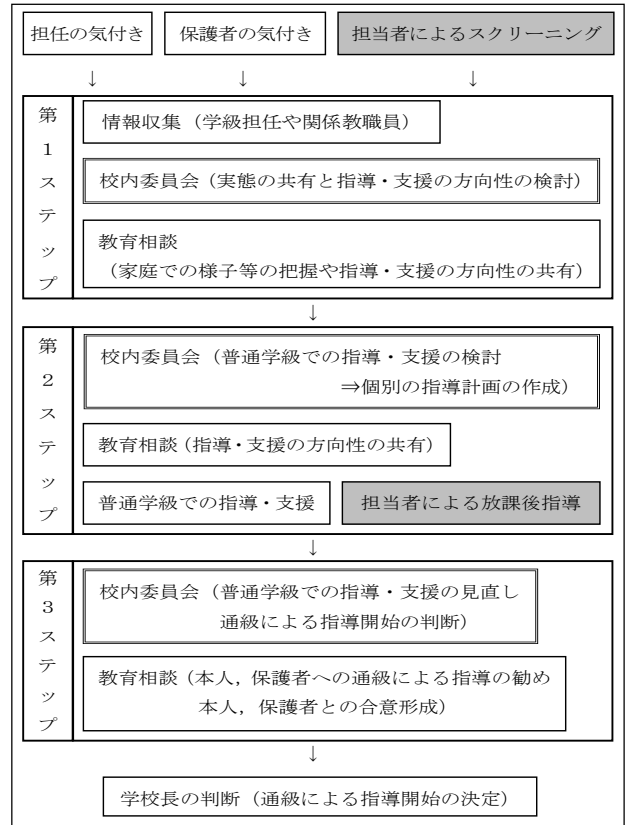 担任の気付き 保護者の気付き 担当者によるスクリーニング
↓ ↓ ↓
第1ステップ
情報収集（学級担任や関係教職員）
校内委員会（実態の共有と指導・支援の方向性の検討）
教育相談
（家庭での様子等の把握や指導・支援の方向性の共有）
↓
第2ステップ
校内委員会（普通学級での指導・支援の検討
⇒個別の指導計画の作成）
教育相談（指導・支援の方向性の共有）
普通学級での指導・支援 担当者による放課後指導
↓
第3ステップ
校内委員会（普通学級での指導・支援の見直し
通級による指導開始の判断）
教育相談（本人，保護者への通級による指導の勧め
本人，保護者との合意形成）
↓
学校長の判断（通級による指導開始の決定）